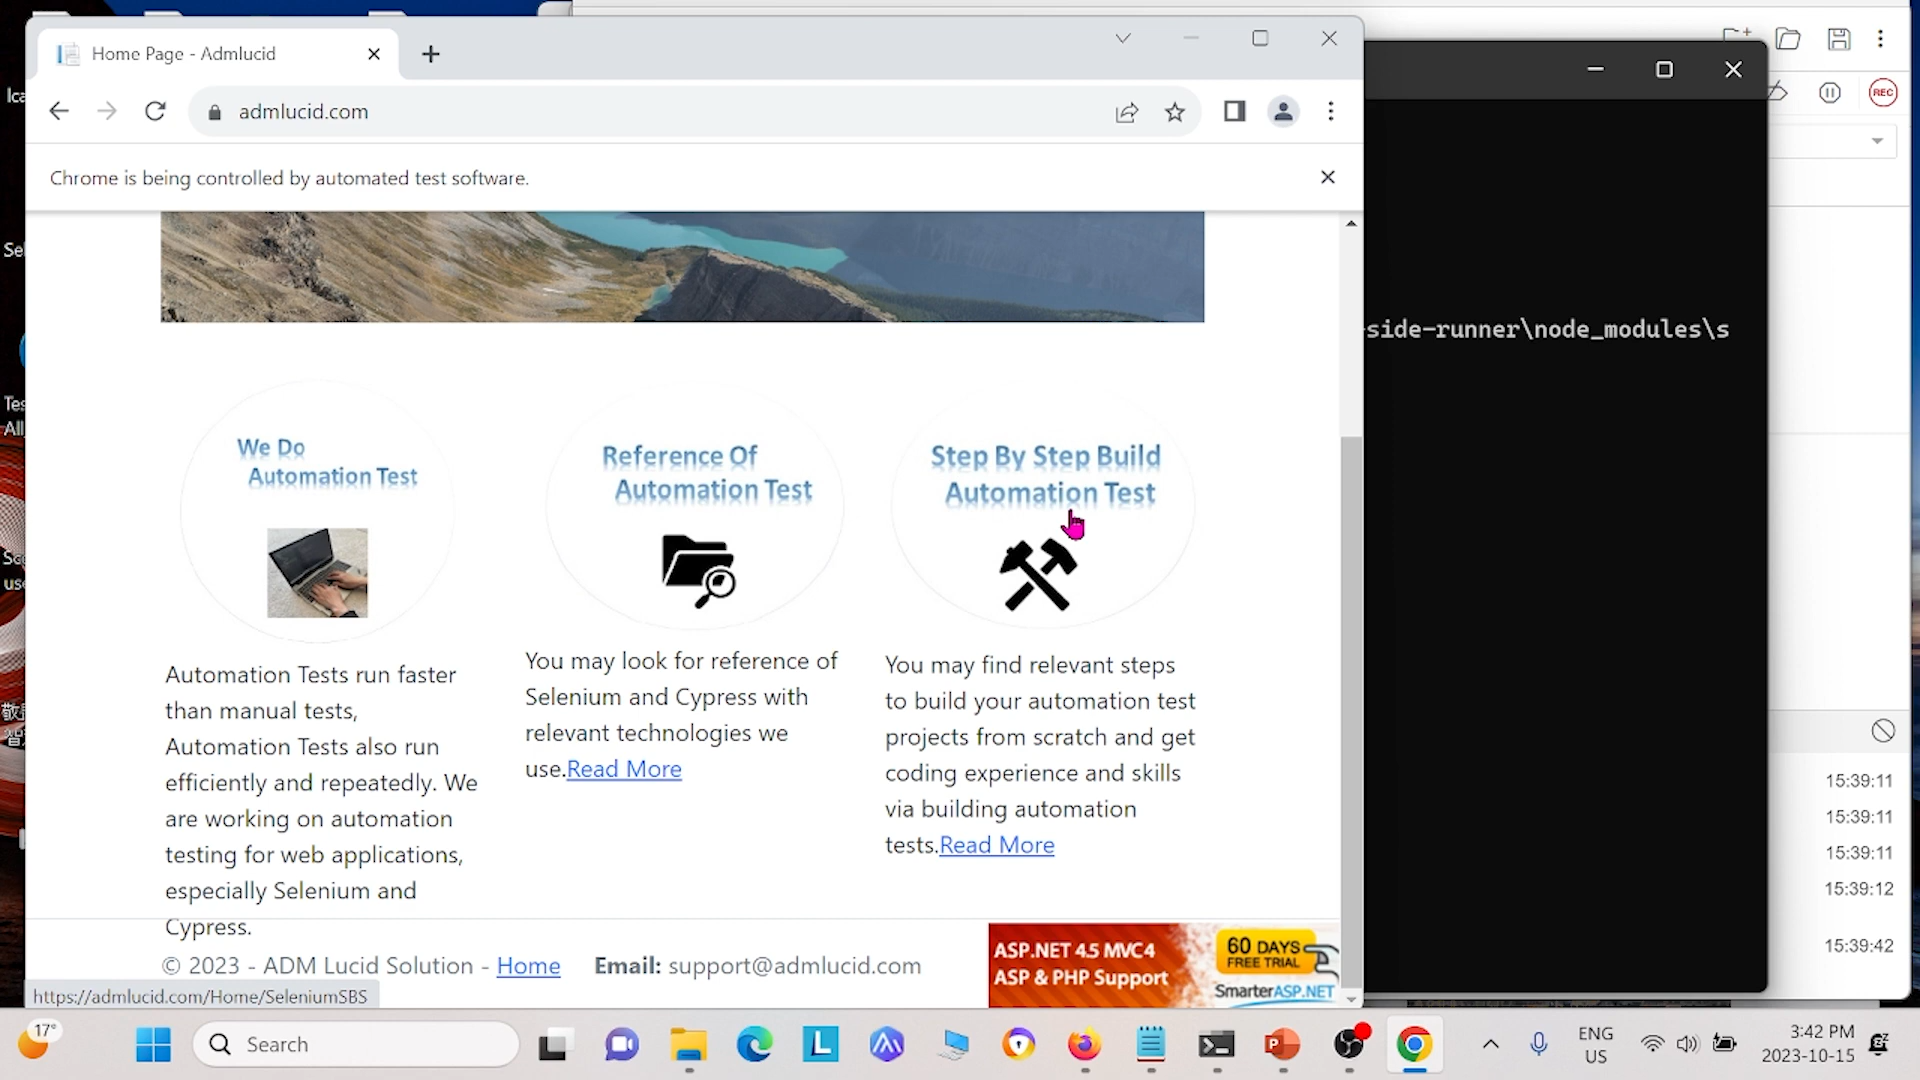 Home Page - Admlucid
admlucid.com
Chrome is being controlled by automated test software.
REC
side-runner\node_modules\s
We Do
Automation Test
Reference Of
Automation Test
Step By Step Build
Automation Test
Automation Tests run faster
than manual tests,
Automation Tests also run
efficiently and repeatedly. We
are working on automation
testing for web applications,
especially Selenium and
Cypress.
You may look for reference of
Selenium and Cypress with
relevant technologies we
use.Read More
You may find relevant steps
to build your automation test
projects from scratch and get
coding experience and skills
via building automation
tests.Read More
15:39:11
15:39:11
15:39:11
15:39:12
15:39:42
© 2023 - ADM Lucid Solution - Home Email: support@admlucid.com
ASP.NET 4.5 MVC4
ASP & PHP Support
60 DAYS
FREE TRIAL
SmarterASP.NET
https://admlucid.com/Home/SeleniumSBS
17°
Search
L
ENG
US
3:42 PM
2023-10-15